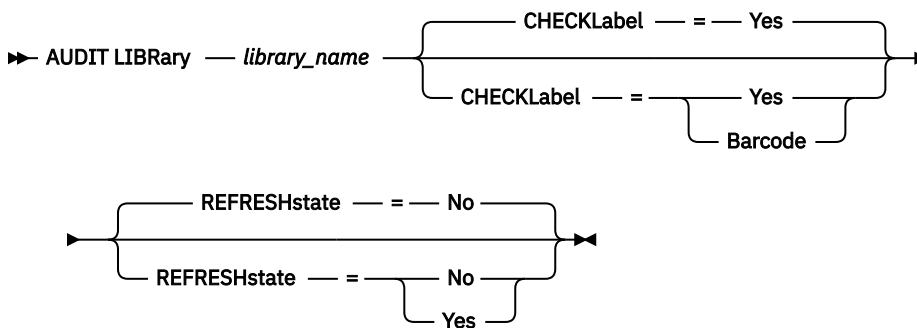 CHECKLabel = Yes
AUDIT LIBRary library_name
CHECKLabel = Yes
Barcode
REFRESHstate = No
REFRESHstate = No
Yes